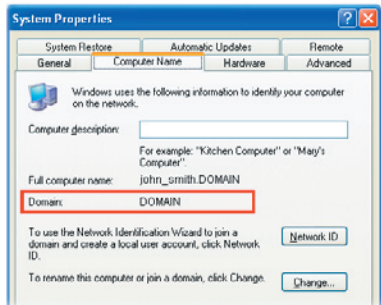 System Properties
System Restore Automatic Updates Remote
General Computer Name Hardware Advanced
Windows uses the following information to identify your computer
on the network.
Computer description:
For example: "Kitchen Computer" or "Mary's
Computer".
Full computer name: john_smith.DOMAIN
Domain: DOMAIN
To use the Network Identification Wizard to join a
domain and create a local user account, click Network
ID.
Network ID
To rename this computer or join a domain, click Change.
Change...